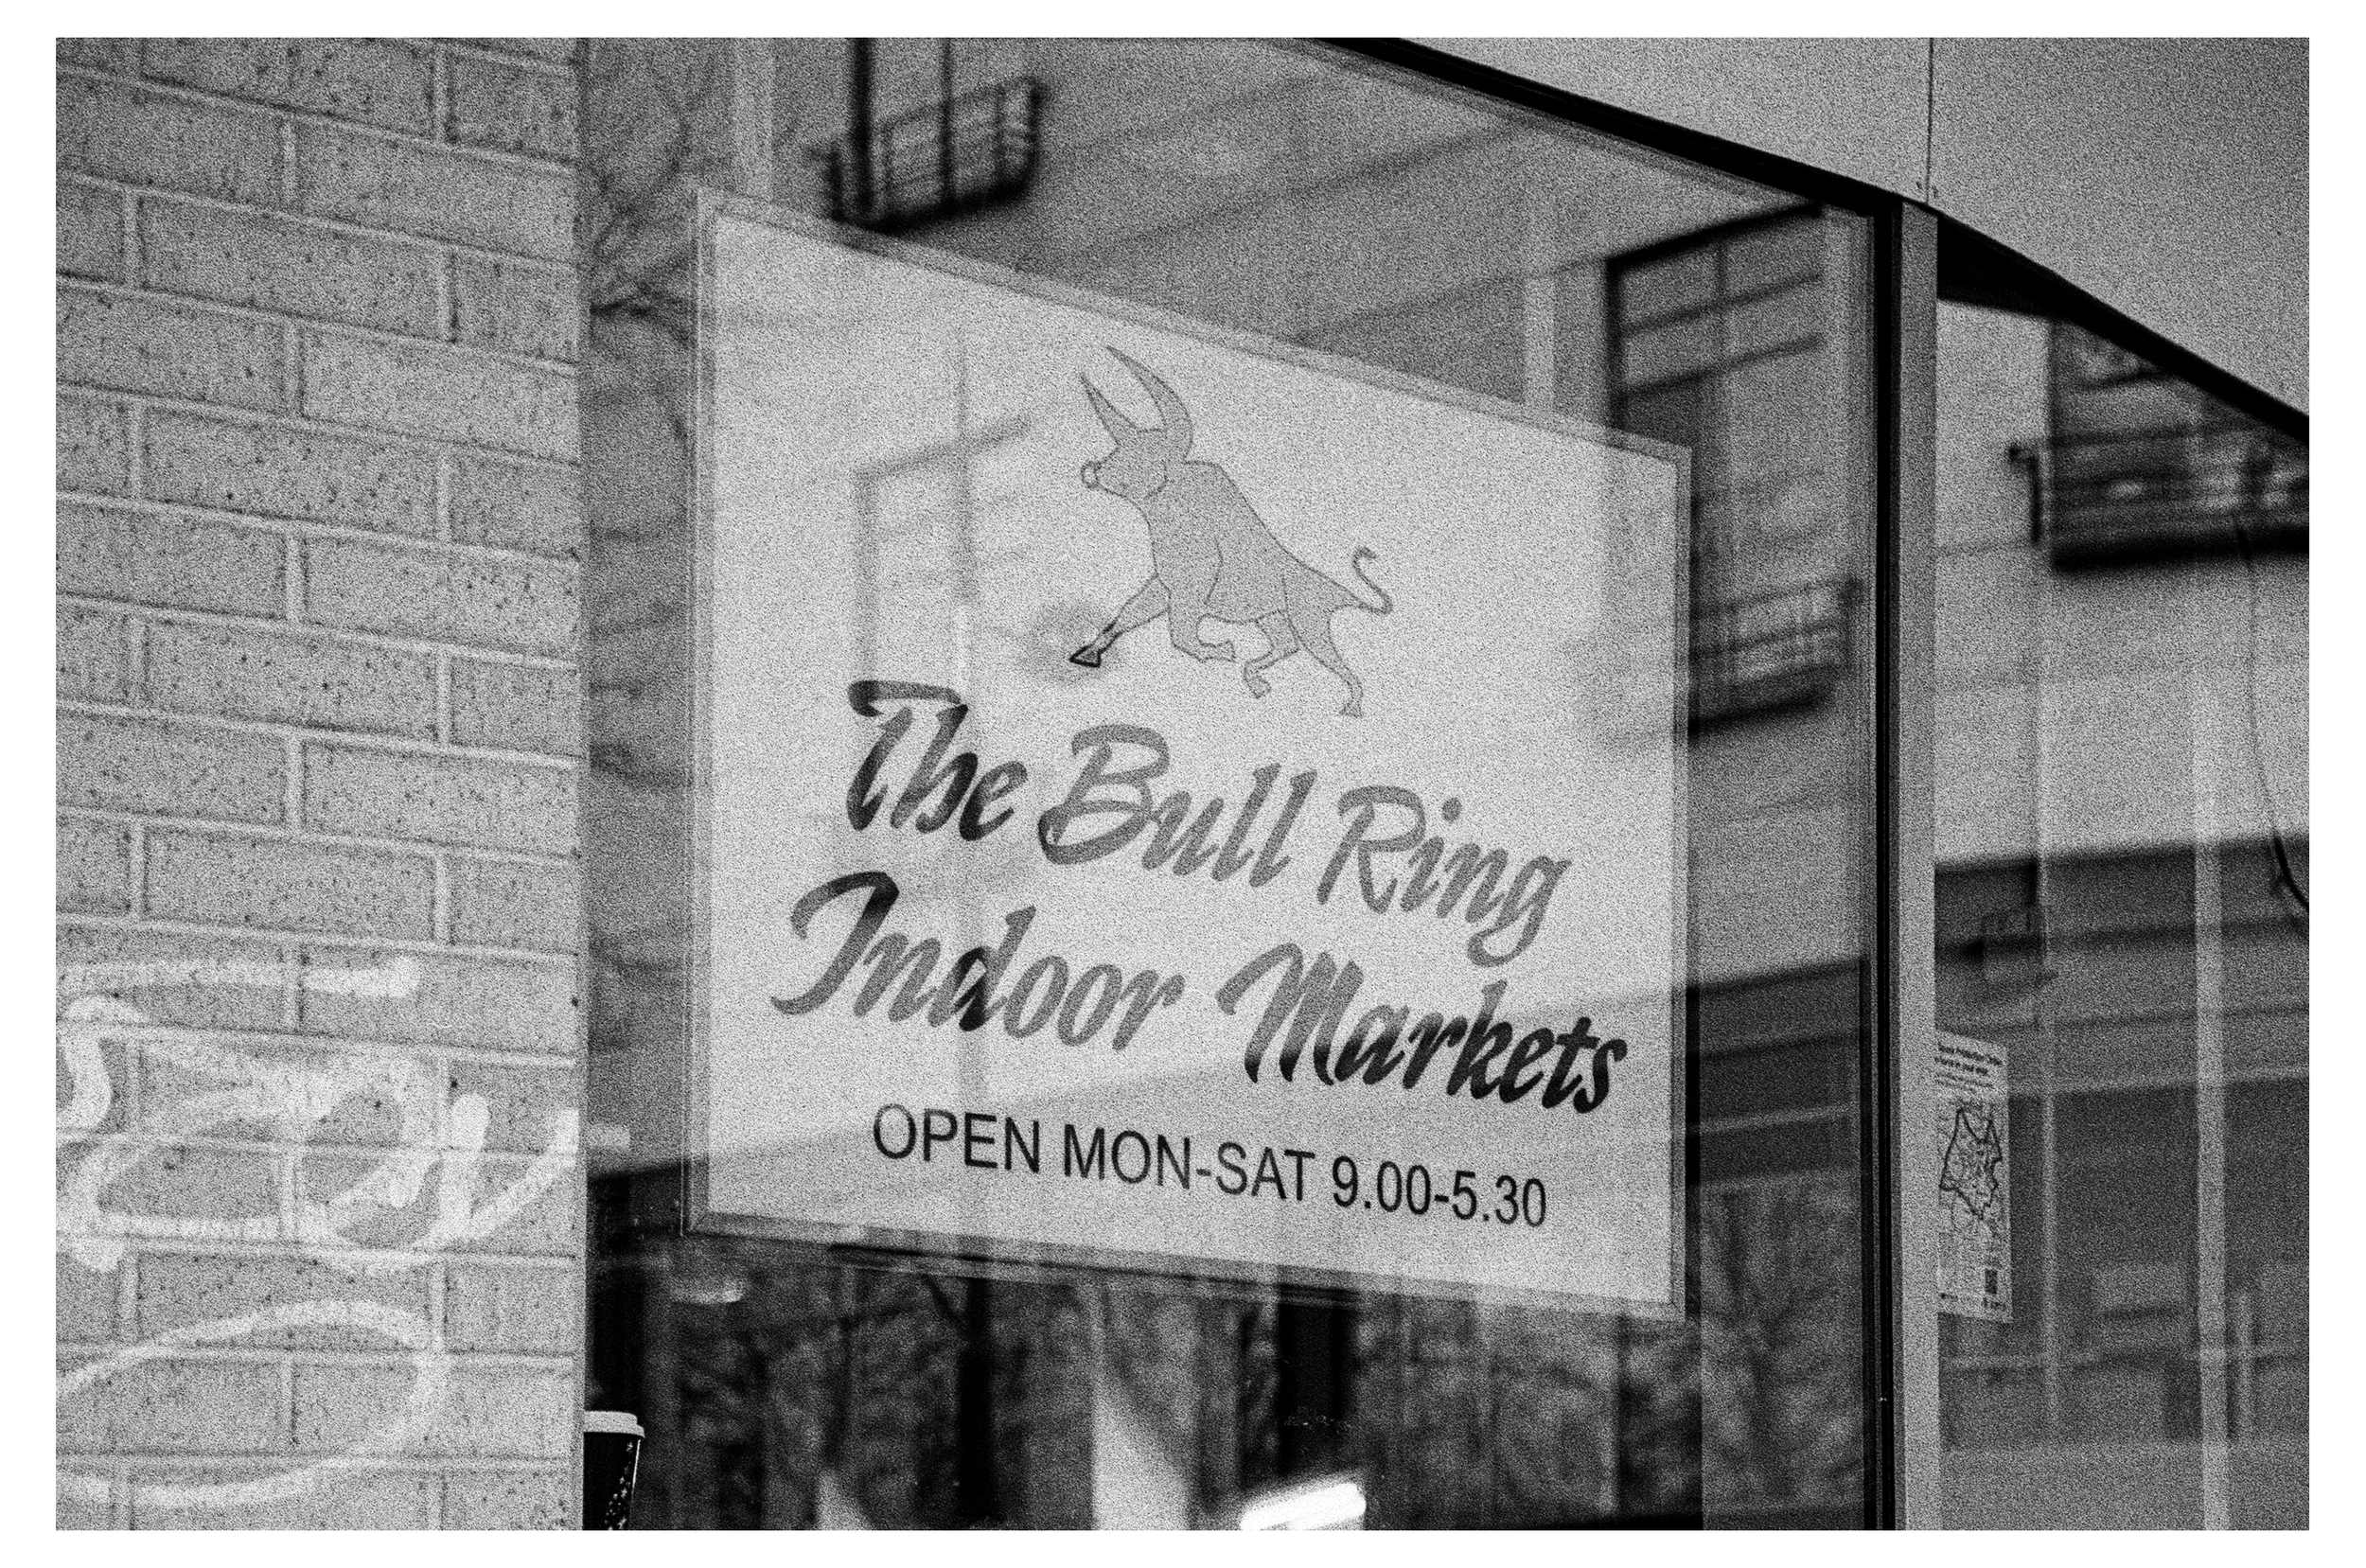 The Bull Ring
Indoor Markets
OPEN MON-SAT 9.00-5.30